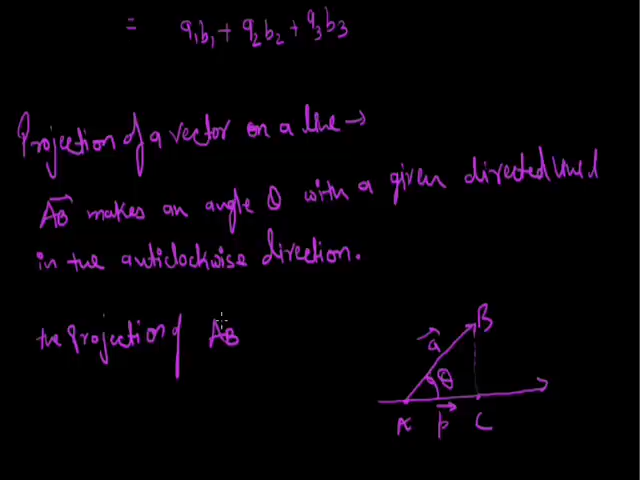 = a₁b₁ + a₂b₂ + a₃b₃
Projection of a vector on a line →
AB makes an angle θ with a given directed line l
in the anticlockwise direction.
the projection of AB
B
a
θ
A p C